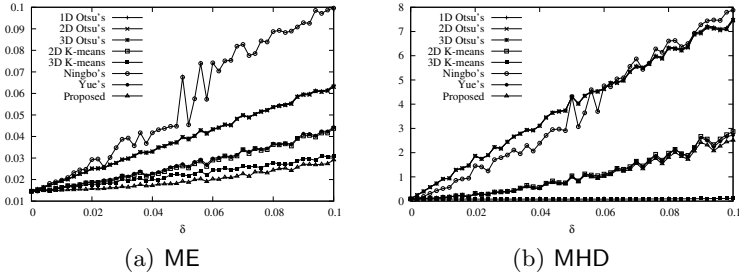 0.1
0.09
0.08
0.07
0.06
0.05
0.04
0.03
0.02
0.01
1D Otsu's
2D Otsu's
3D Otsu's
2D K-means
3D K-means
Ningbo's
Yue's
Proposed
0 0.02 0.04 0.06 0.08 0.1
δ
(a) ME
8
7
6
5
4
3
2
1
0
1D Otsu's
2D Otsu's
3D Otsu's
2D K-means
3D K-means
Ningbo's
Yue's
Proposed
0 0.02 0.04 0.06 0.08 0.1
δ
(b) MHD